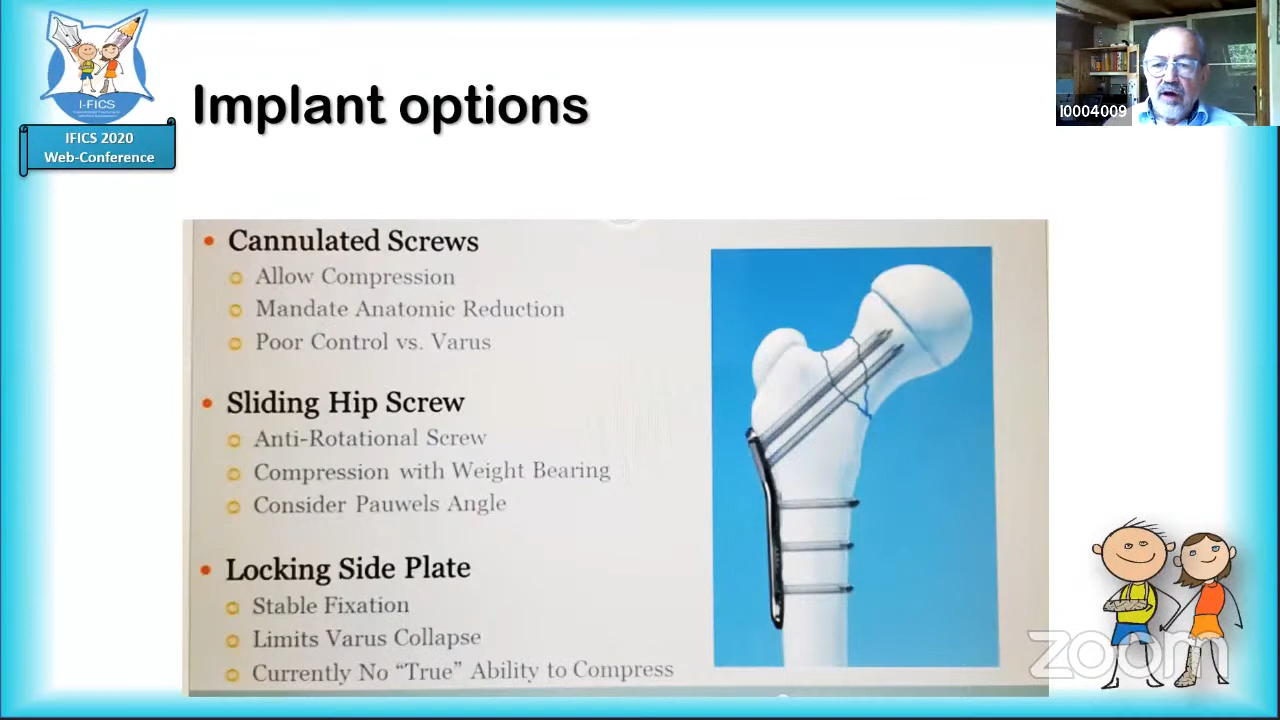 I-FICS
IFICS 2020
Web-Conference
Implant options
I0004009
• Cannulated Screws
Allow Compression
Mandate Anatomic Reduction
Poor Control vs. Varus
• Sliding Hip Screw
Anti-Rotational Screw
Compression with Weight Bearing
Consider Pauwels Angle
• Locking Side Plate
Stable Fixation
Limits Varus Collapse
Currently No “True” Ability to Compress
zoom